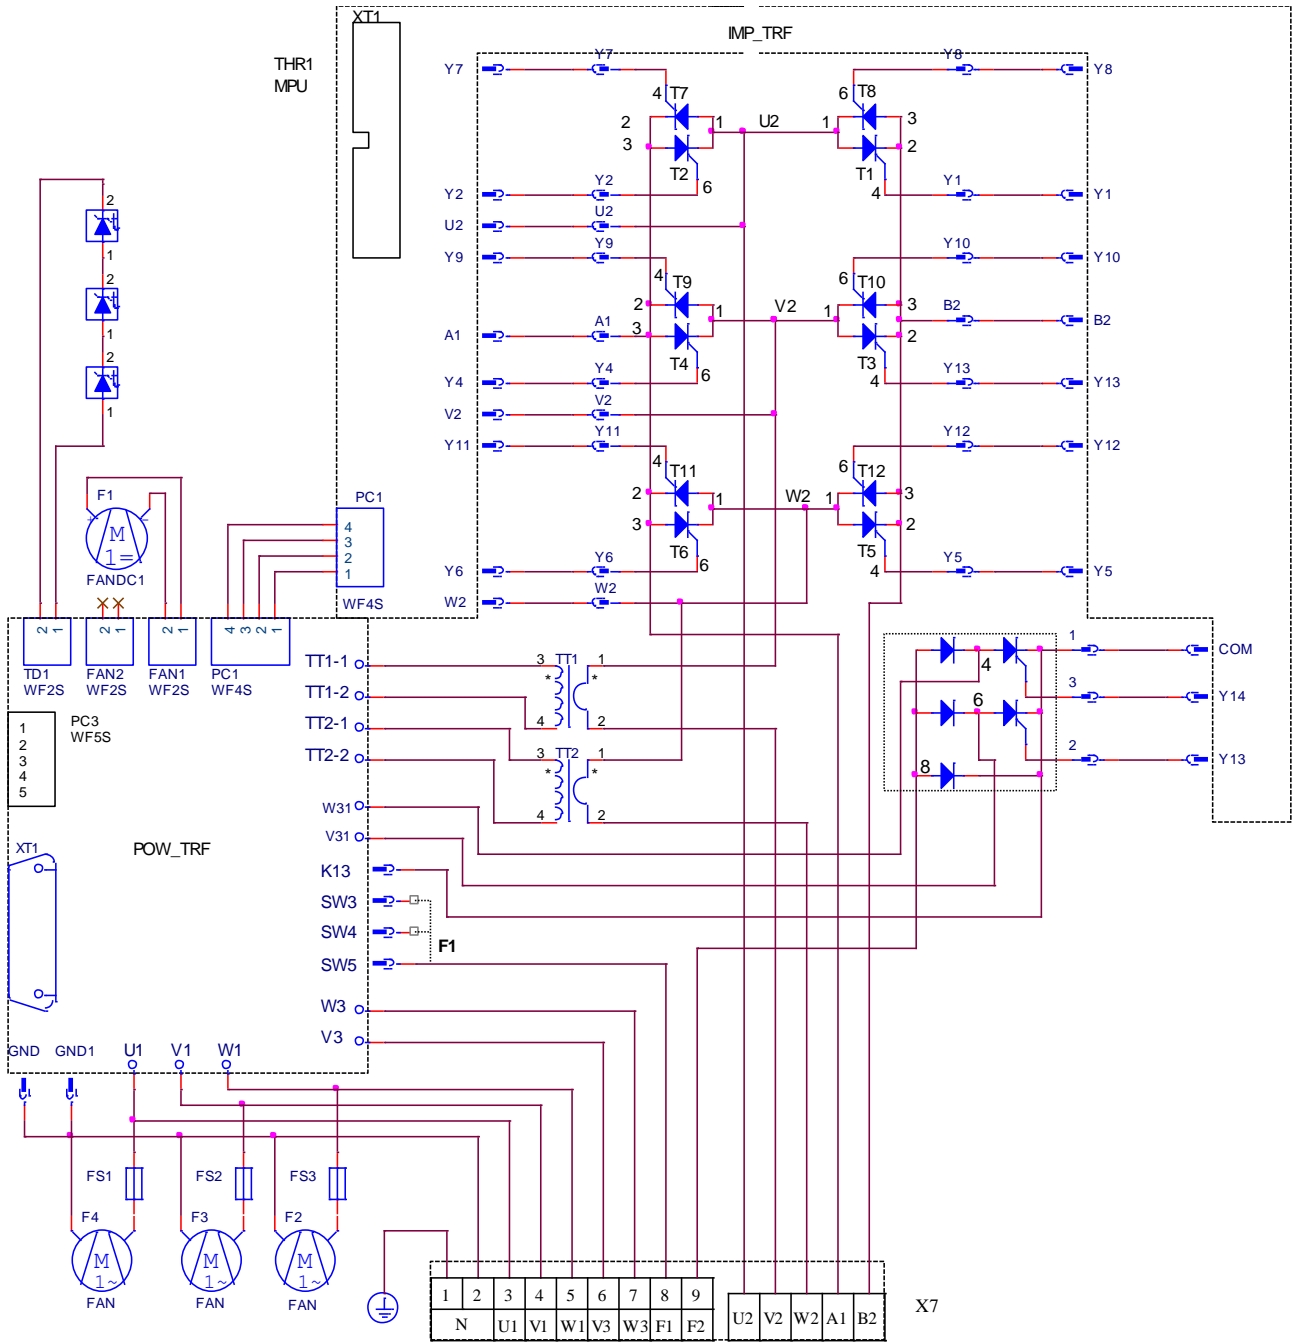 XT1
IMP_TRF
THR1
MPU
Y7
Y7
4
T7
2
1
3
T2
6
U2
Y8
Y8
6
T8
1
3
2
T1
4
Y2
Y2
U2
U2
Y9
Y9
Y1
Y1
Y10
Y10
4
T9
2
1
3
T4
6
V2
6
T10
1
3
2
T3
4
A1
A1
B2
B2
Y4
Y4
V2
V2
Y11
Y11
Y13
Y13
Y12
Y12
4
T11
2
1
3
T6
6
W2
6
T12
1
3
2
T5
4
Y6
Y6
W2
W2
Y5
Y5
2
1
2
1
2
1
F1
M
1=
FANDC1
PC1
4
3
2
1
WF4S
2
1
2
1
2
1
4
3
2
1
TD1
WF2S
FAN2
WF2S
FAN1
WF2S
PC1
WF4S
PC3
WF5S
1
2
3
4
5
TT1-1
TT1-2
TT2-1
TT2-2
W31
V31
K13
SW3
SW4
SW5
F1
W3
V3
3
TT1
1
*
*
4
2
3
TT2
1
*
*
4
2
4
6
8
1
COM
3
Y14
2
Y13
XT1
POW_TRF
GND
GND1
U1
V1
W1
FS1
FS2
FS3
F4
F3
F2
M
1~
M
1~
M
1~
FAN
FAN
FAN
1
2
3
4
5
6
7
8
9
N
U1
V1
W1
V3
W3
F1
F2
U2
V2
W2
A1
B2
X7